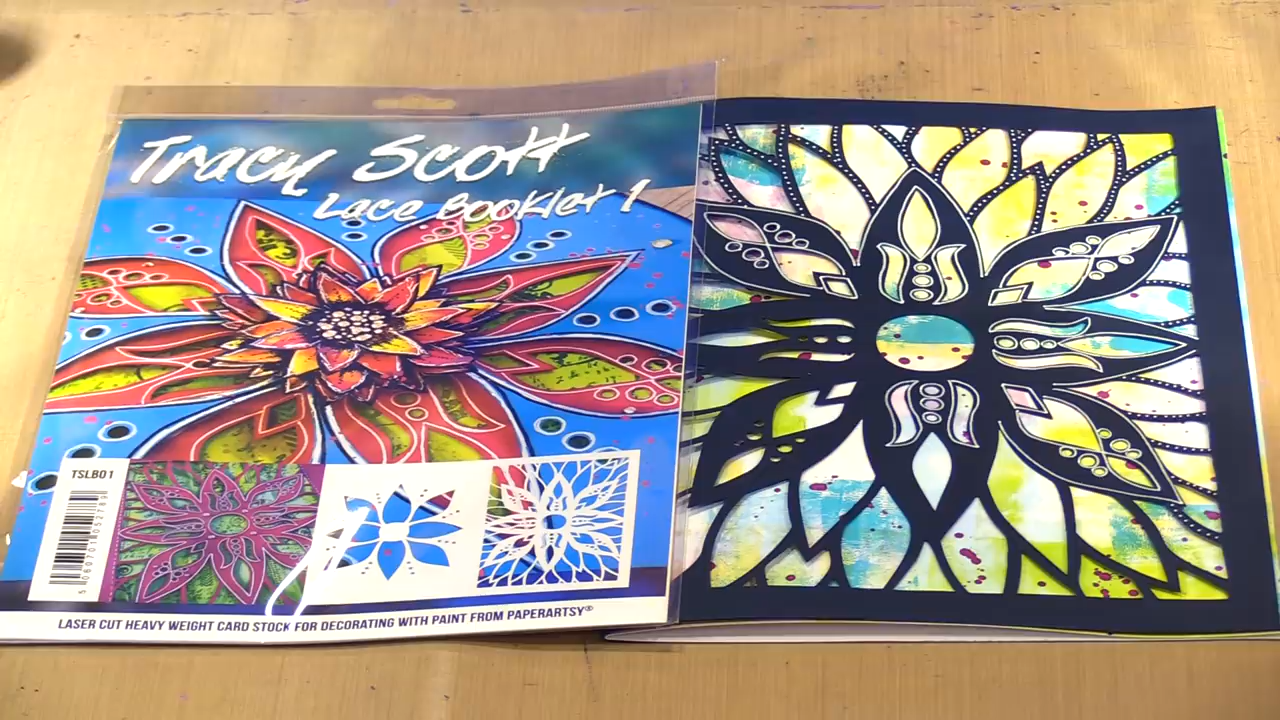 Tracy Scott
Lace Booklet 1
TSLB01
LASER CUT HEAVY WEIGHT CARD STOCK FOR DECORATING WITH PAINT FROM PAPERARTSY®